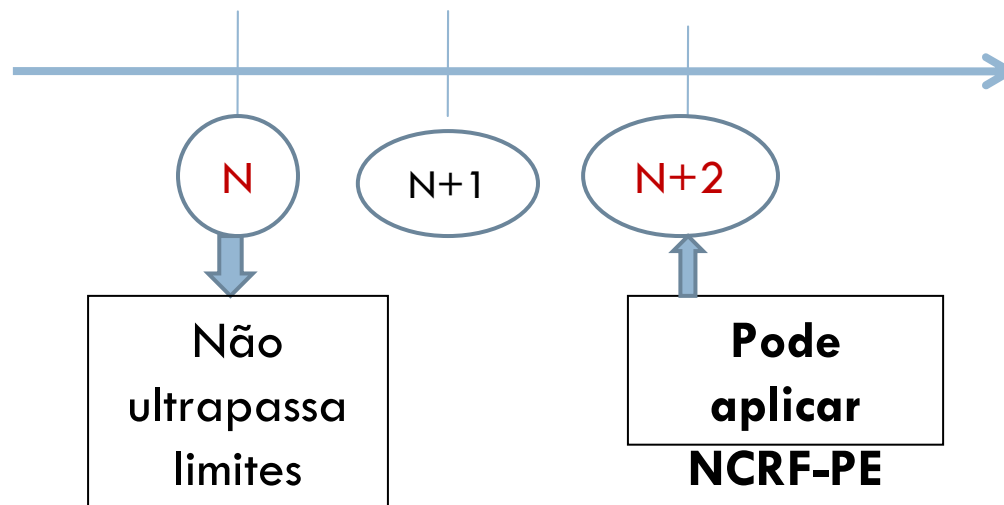 N
N+1
N+2
Não
ultrapassa
limites
Pode
aplicar
NCRF-PE